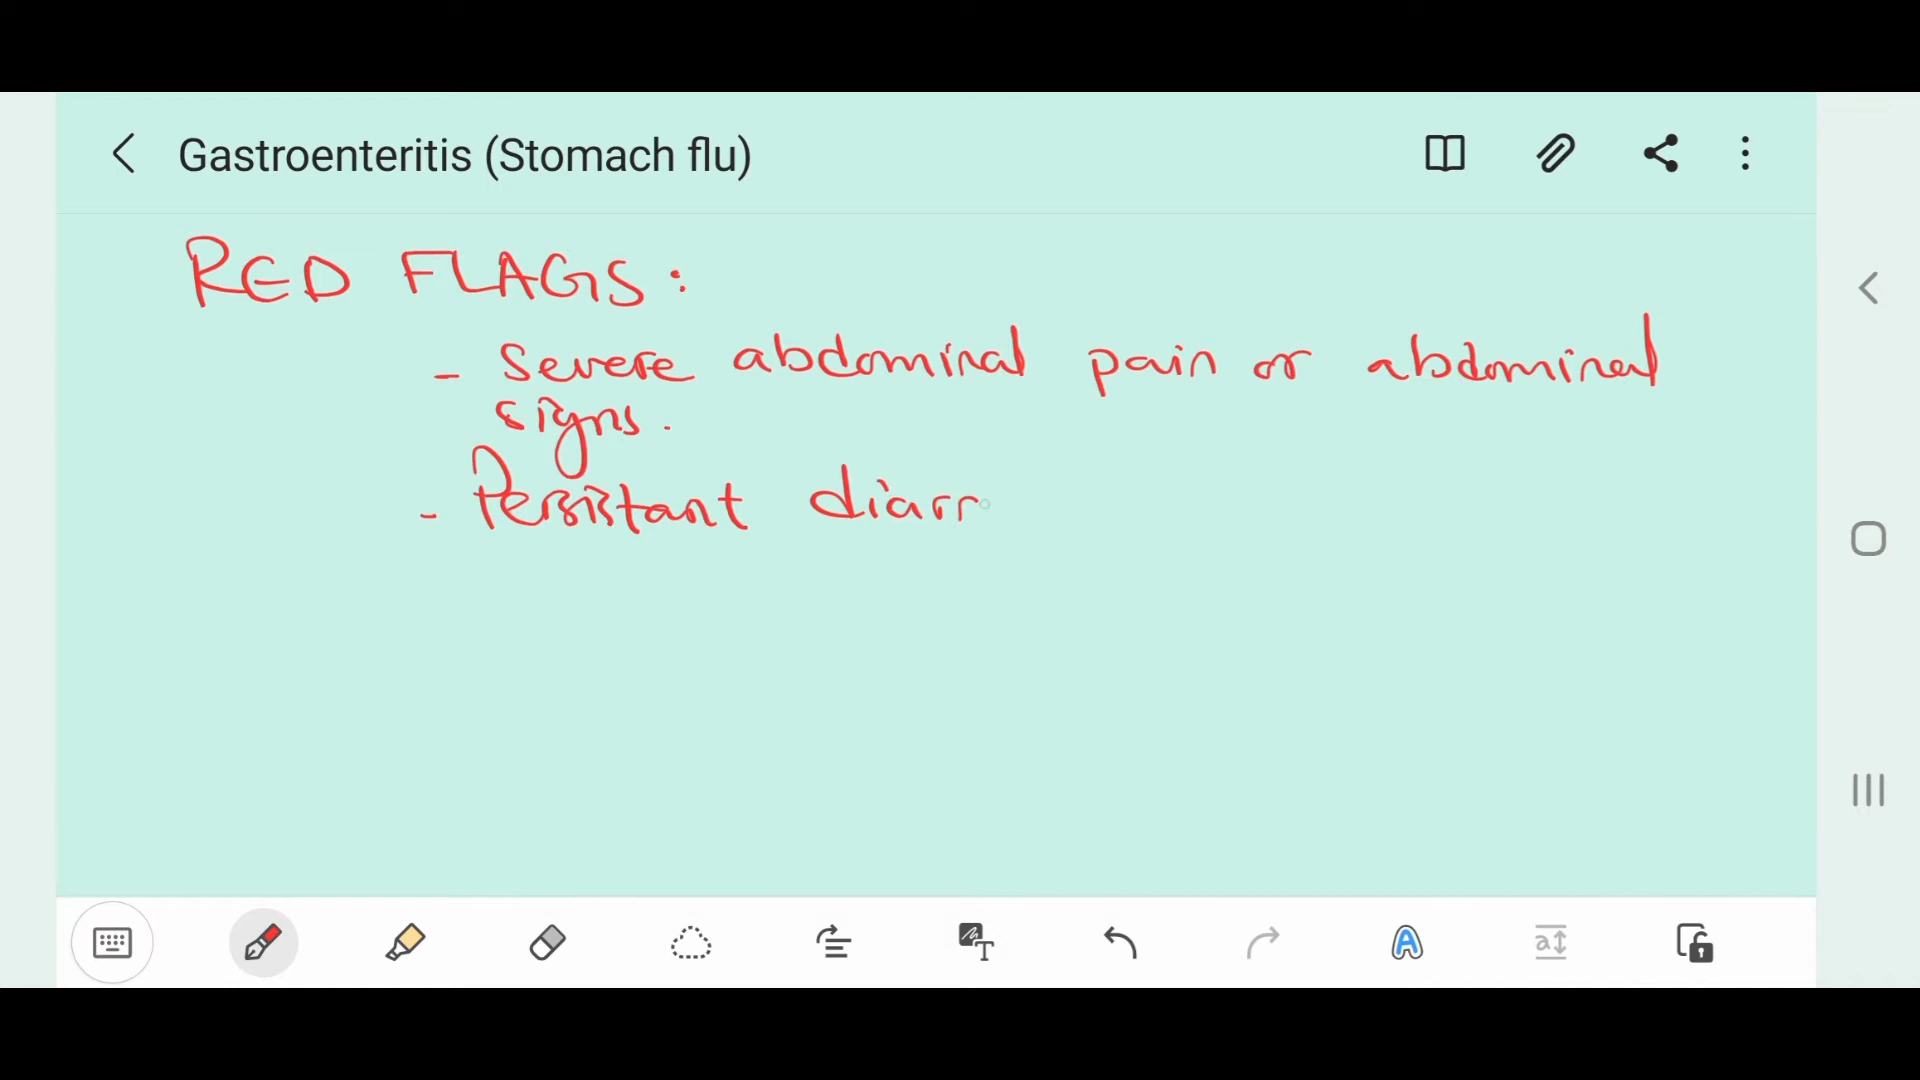 Gastroenteritis (Stomach flu)
RED FLAGS:
- Severe abdominal pain or abdominal
signs.
- Persistant diarr